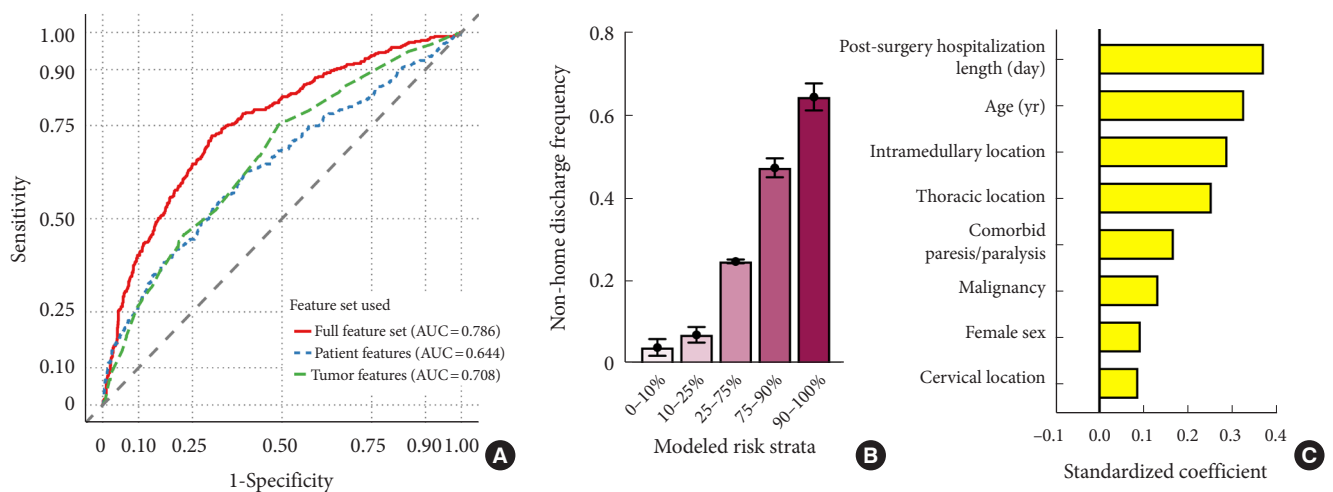 1.00
0.90
0.75
0.50
0.25
0.10
0
Sensitivity
Feature set used
Full feature set (AUC=0.786)
Patient features (AUC=0.644)
Tumor features (AUC=0.708)
0 0.10 0.25 0.50 0.75 0.90 1.00
1-Specificity
A
0.8
0.6
0.4
0.2
0
Non-home discharge frequency
0–10%
10–25%
25–75%
75–90%
90–100%
Modeled risk strata
B
Post-surgery hospitalization
length (day)
Age (yr)
Intramedullary location
Thoracic location
Comorbid
paresis/paralysis
Malignancy
Female sex
Cervical location
–0.1 0.0 0.1 0.2 0.3 0.4
Standardized coefficient
C